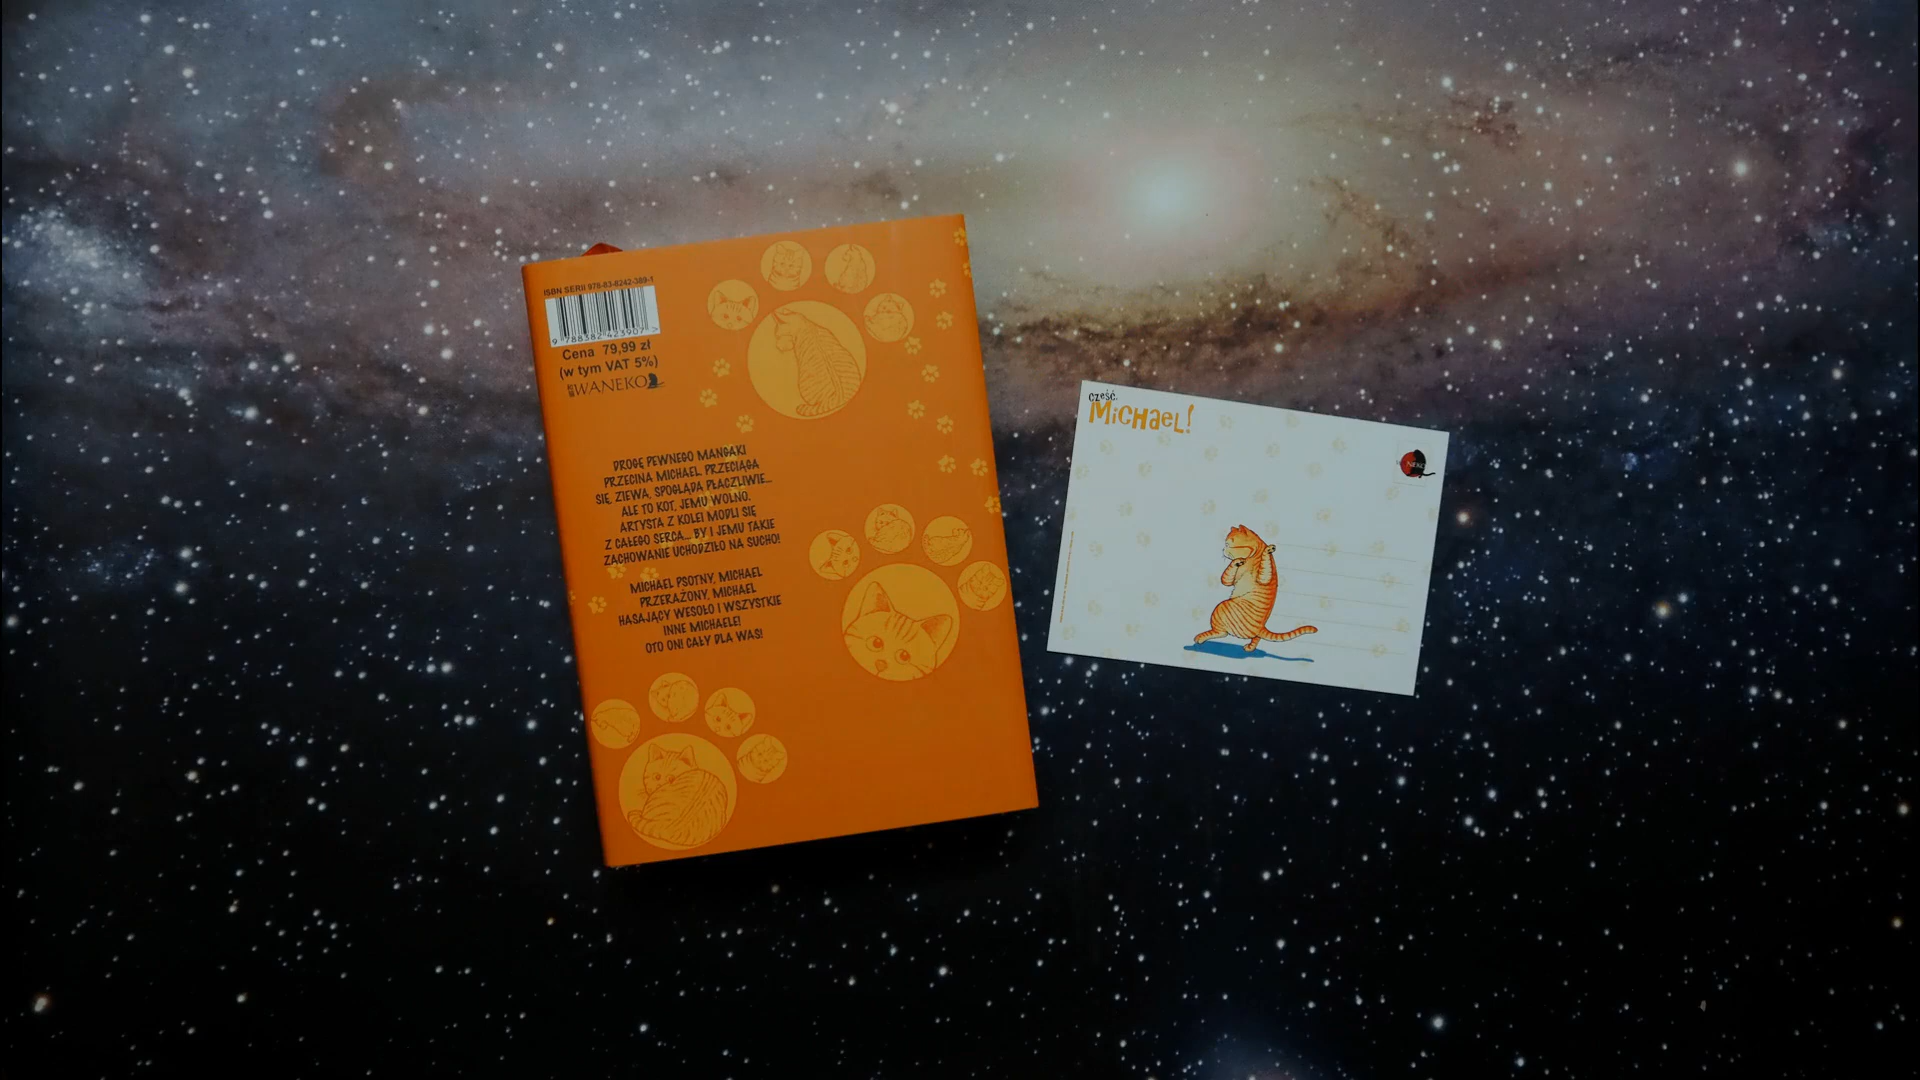 ISBN SERII 978-83-8242-389-1
9 788382 423907 >
Cena 79,99 zł
(w tym VAT 5%)
WANEKO
DROGĘ PEWNEGO MANGAKI
PRZECINA MICHAEL. PRZECIĄGA
SIĘ, ZIEWA, SPOGLĄDA PŁACZLIWIE...
ALE TO KOT, JEMU WOLNO.
ARTYSTA Z KOLEI MODLI SIĘ
Z CAŁEGO SERCA... BY I JEMU TAKIE
ZACHOWANIE UCHODZIŁO NA SUCHO!
MICHAEL PSOTNY, MICHAEL
PRZERAŻONY, MICHAEL
HASAJĄCY WESOŁO I WSZYSTKIE
INNE MICHAELE!
OTO ONI CAŁY DLA WAS!
CZEŚĆ,
MiCHaeL!